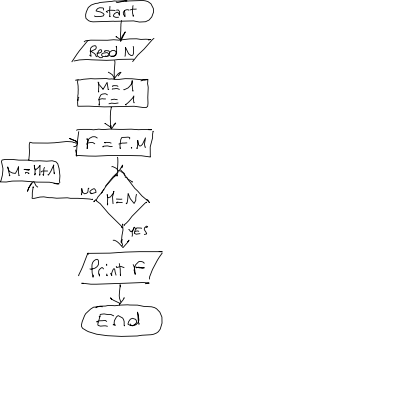 Start
Read N
M = 1
F = 1
F = F.M
M = M+1
NO
M=N
YES
Print F
End